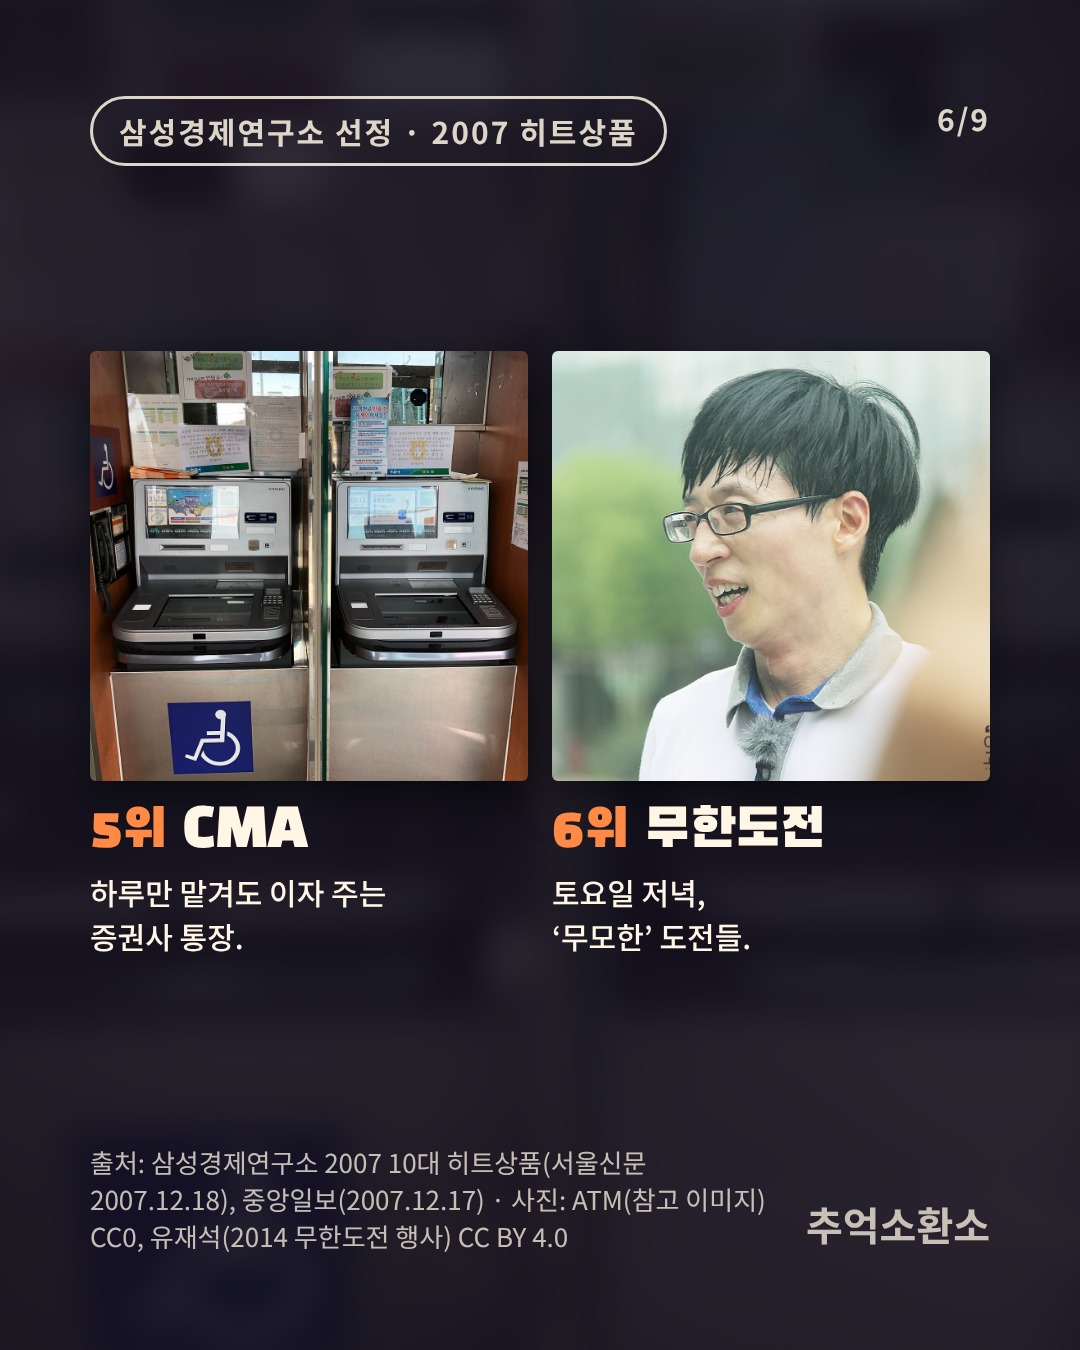 삼성경제연구소 선정 · 2007 히트상품
6/9
5위 CMA
하루만 맡겨도 이자 주는
증권사 통장.
6위 무한도전
토요일 저녁,
‘무모한’ 도전들.
출처: 삼성경제연구소 2007 10대 히트상품(서울신문
2007.12.18), 중앙일보(2007.12.17) · 사진: ATM(참고 이미지)
CC0, 유재석(2014 무한도전 행사) CC BY 4.0
추억소환소